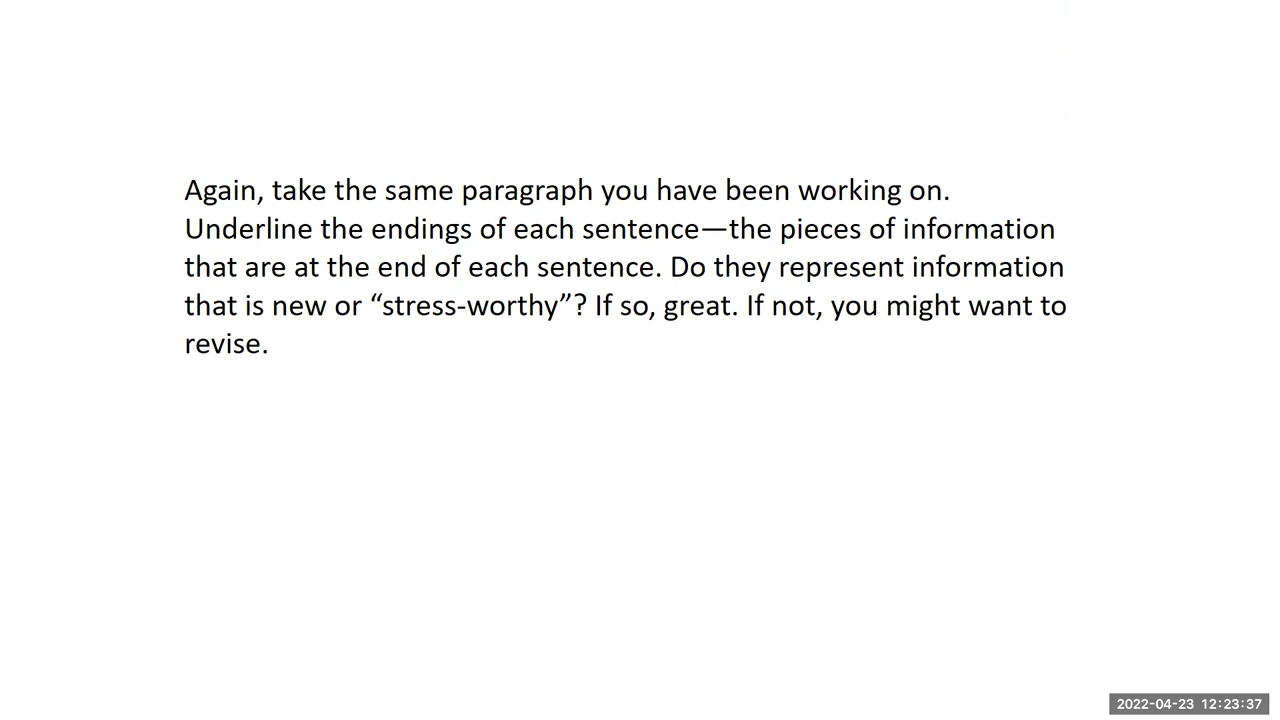 Again, take the same paragraph you have been working on.
Underline the endings of each sentence—the pieces of information
that are at the end of each sentence. Do they represent information
that is new or “stress-worthy”? If so, great. If not, you might want to
revise.
2022-04-23 12:23:37